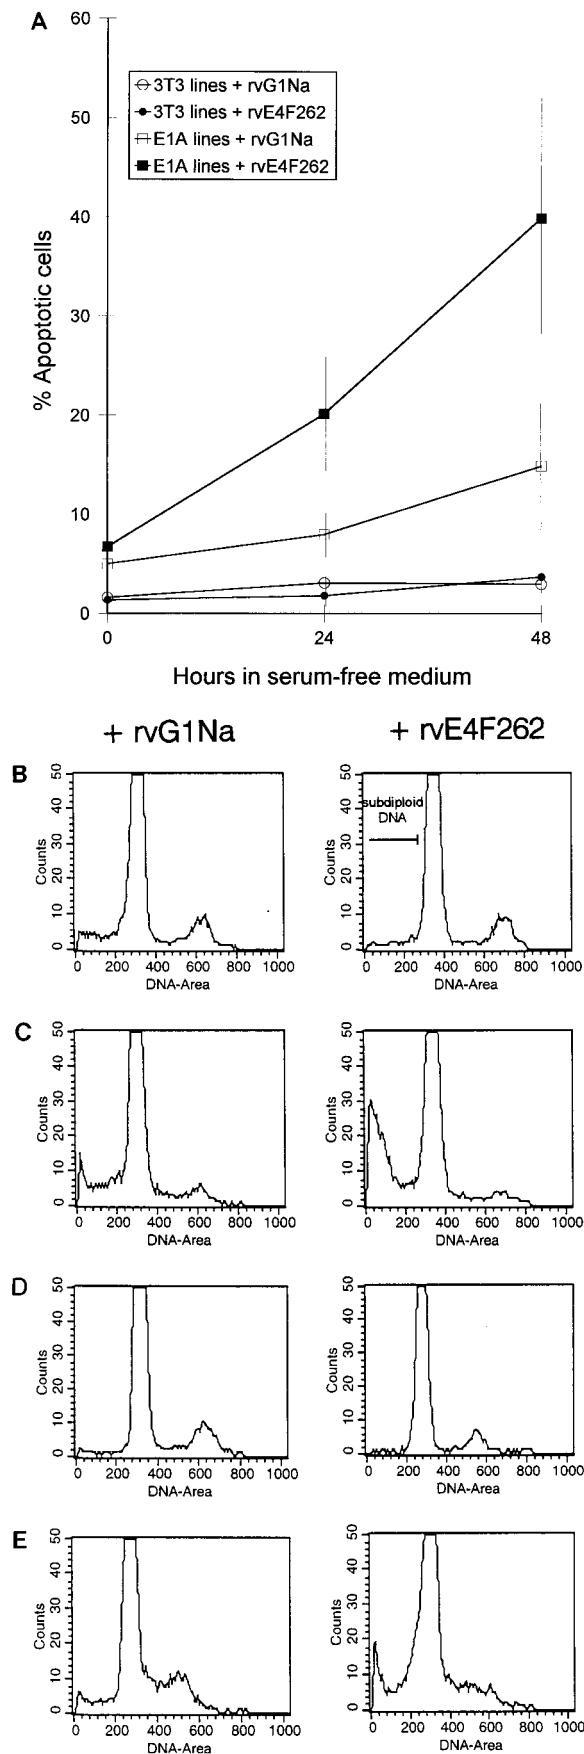 A
60
50
40
30
20
10
0
% Apoptotic cells
3T3 lines + rvG1Na
3T3 lines + rvE4F262
E1A lines + rvG1Na
E1A lines + rvE4F262
0 24 48
Hours in serum-free medium
+ rvG1Na + rvE4F262
B
50
40
30
20
10
0
Counts
0 200 400 600 800 1000
DNA-Area
subdiploid
DNA
50
40
30
20
10
0
Counts
0 200 400 600 800 1000
DNA-Area
C
50
40
30
20
10
0
Counts
0 200 400 600 800 1000
DNA-Area
50
40
30
20
10
0
Counts
0 200 400 600 800 1000
DNA-Area
D
50
40
30
20
10
0
Counts
0 200 400 600 800 1000
DNA-Area
50
40
30
20
10
0
Counts
0 200 400 600 800 1000
DNA-Area
E
50
40
30
20
10
0
Counts
0 200 400 600 800 1000
DNA-Area
50
40
30
20
10
0
Counts
0 200 400 600 800 1000
DNA-Area